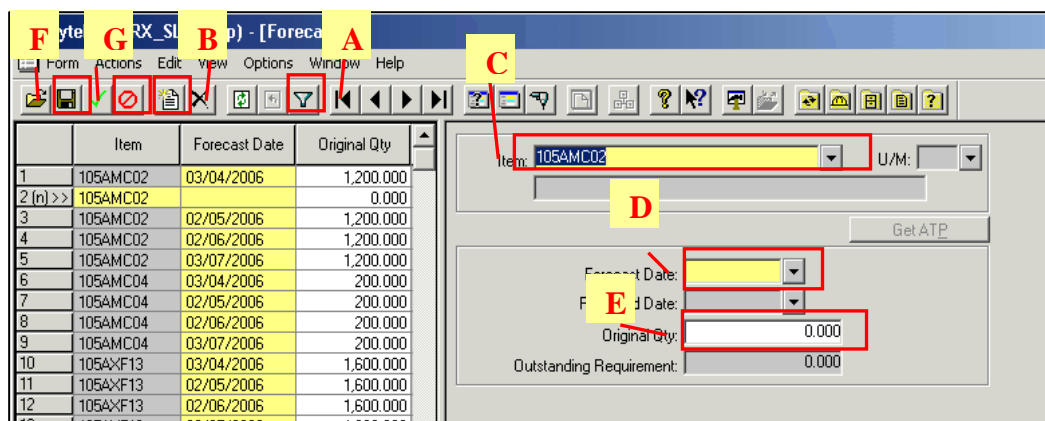 F G B A
yte RX_SL p) - [Foreca
Form Actions Edit View Options Window Help
C
Item Forecast Date Original Qty
Item: 105AMC02 U/M:
1 105AMC02 03/04/2006 1,200.000
2 (n) >> 105AMC02 0.000
3 105AMC02 02/05/2006 1,200.000
D
4 105AMC02 02/06/2006 1,200.000
Get ATP
5 105AMC02 03/07/2006 1,200.000
6 105AMC04 03/04/2006 200.000
Forecast Date:
7 105AMC04 02/05/2006 200.000
E
d Date:
8 105AMC04 02/06/2006 200.000
Original Qty: 0.000
9 105AMC04 03/07/2006 200.000
Outstanding Requirement: 0.000
10 105AXF13 03/04/2006 1,600.000
11 105AXF13 02/05/2006 1,600.000
12 105AXF13 02/06/2006 1,600.000